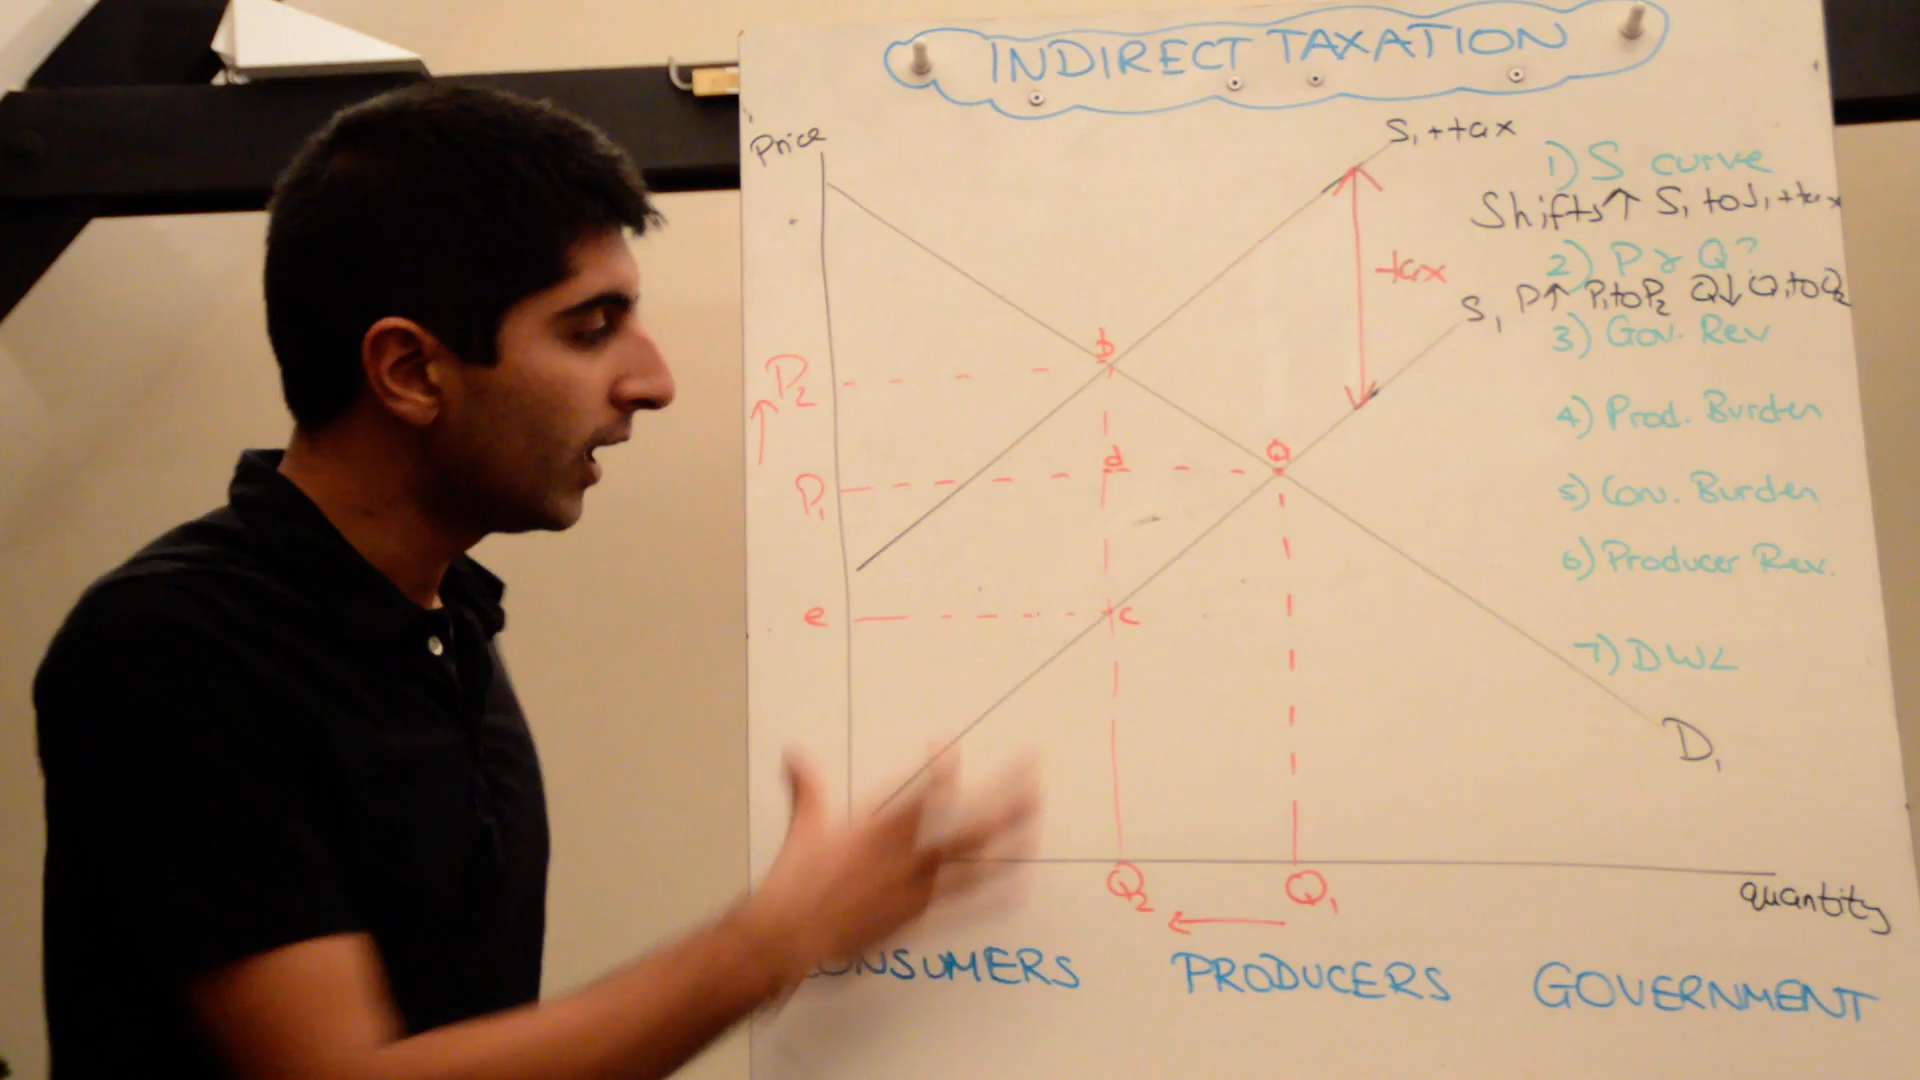 INDIRECT TAXATION
Price
S1 + tax
1) S curve
Shifts↑ S1 to S1 + tax
2) P & Q?
P↑ P1 to P2 Q↓ Q1 to Q2
S1
tax
3) Gov. Rev
b
P2
4) Prod. Burden
a
d
P1
5) Con. Burden
6) Producer Rev.
e
c
7) DWL
D1
Q2
Q1
quantity
CONSUMERS PRODUCERS GOVERNMENT